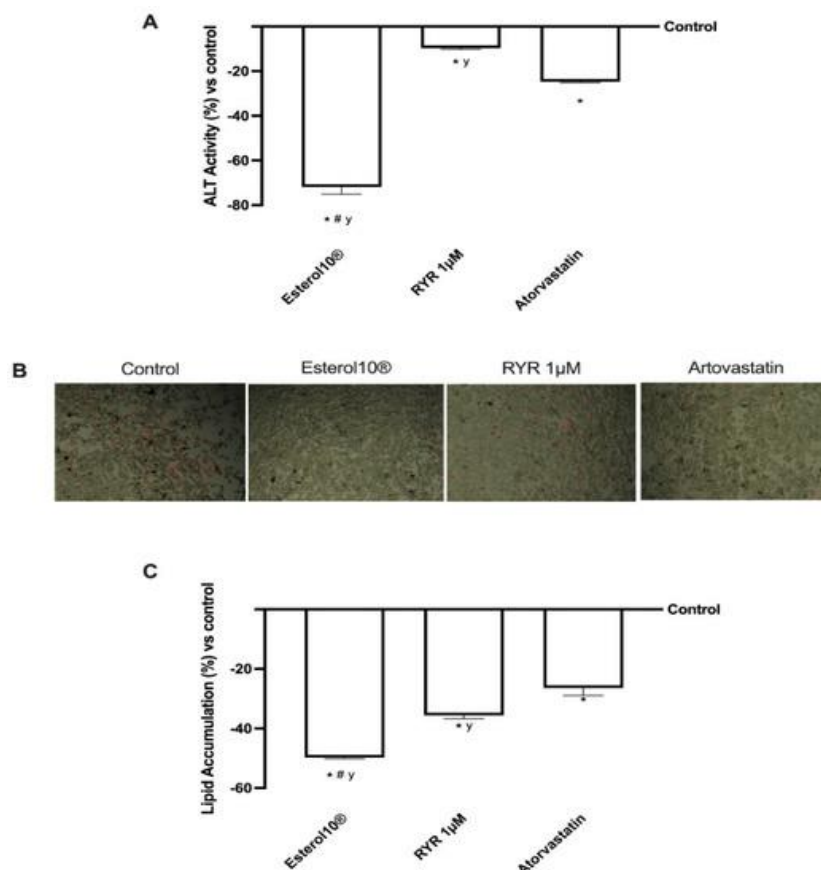 A
Control
ALT Activity (%) vs control
-20
-40
-60
-80
* # y
* y
*
Esterol10®
RYR 1µM
Atorvastatin
B
Control
Esterol10®
RYR 1µM
Artovastatin
C
Control
Lipid Accumulation (%) vs control
-20
-40
-60
* # y
* y
*
Esterol10®
RYR 1µM
Atorvastatin